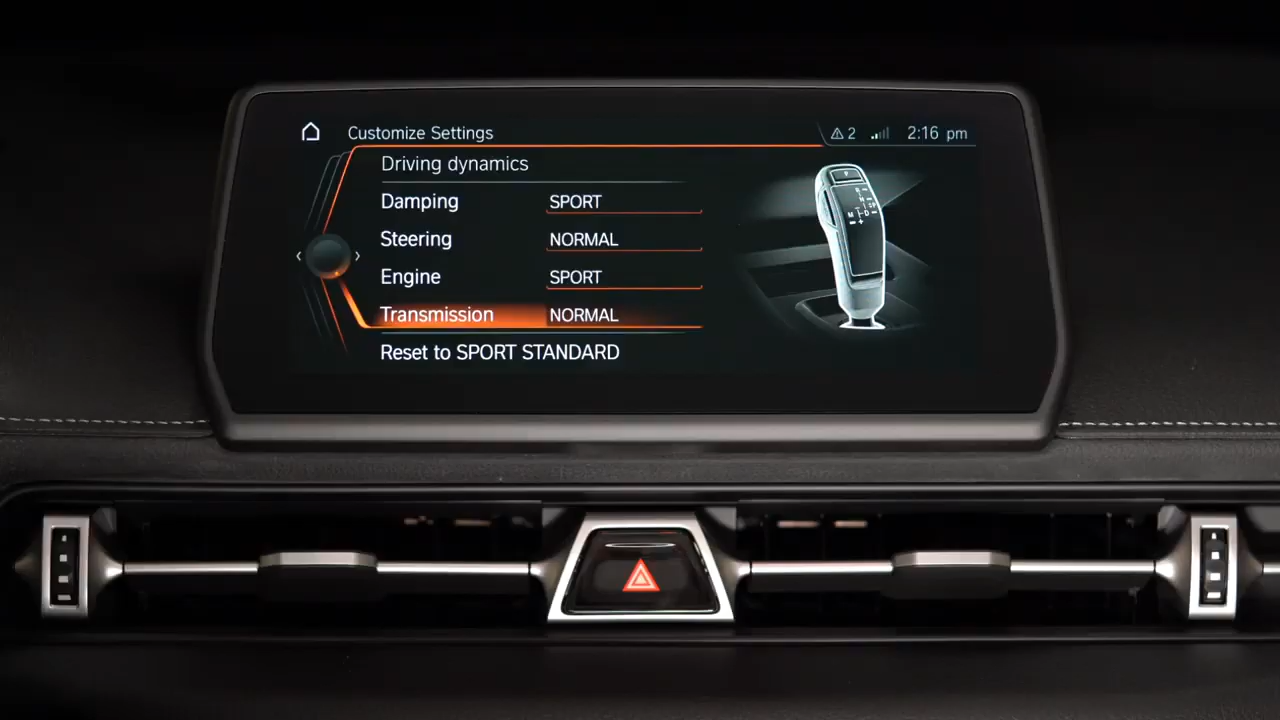 Customize Settings
2
2:16 pm
Driving dynamics
Damping SPORT
Steering NORMAL
Engine SPORT
Transmission NORMAL
Reset to SPORT STANDARD
P
R
N
M D